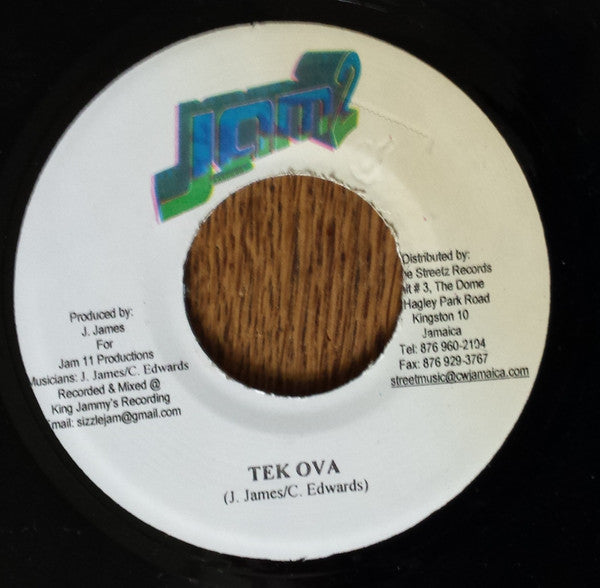 Jam2
Produced by:
J. James
For
Jam 11 Productions
Musicians: J. James/C. Edwards
Recorded & Mixed @
King Jammy's Recording
mail: sizzlejam@gmail.com
Distributed by:
e Streetz Records
it # 3, The Dome
Hagley Park Road
Kingston 10
Jamaica
Tel: 876 960-2104
Fax: 876 929-3767
streetmusic@cwjamaica.com
TEK OVA
(J. James/C. Edwards)